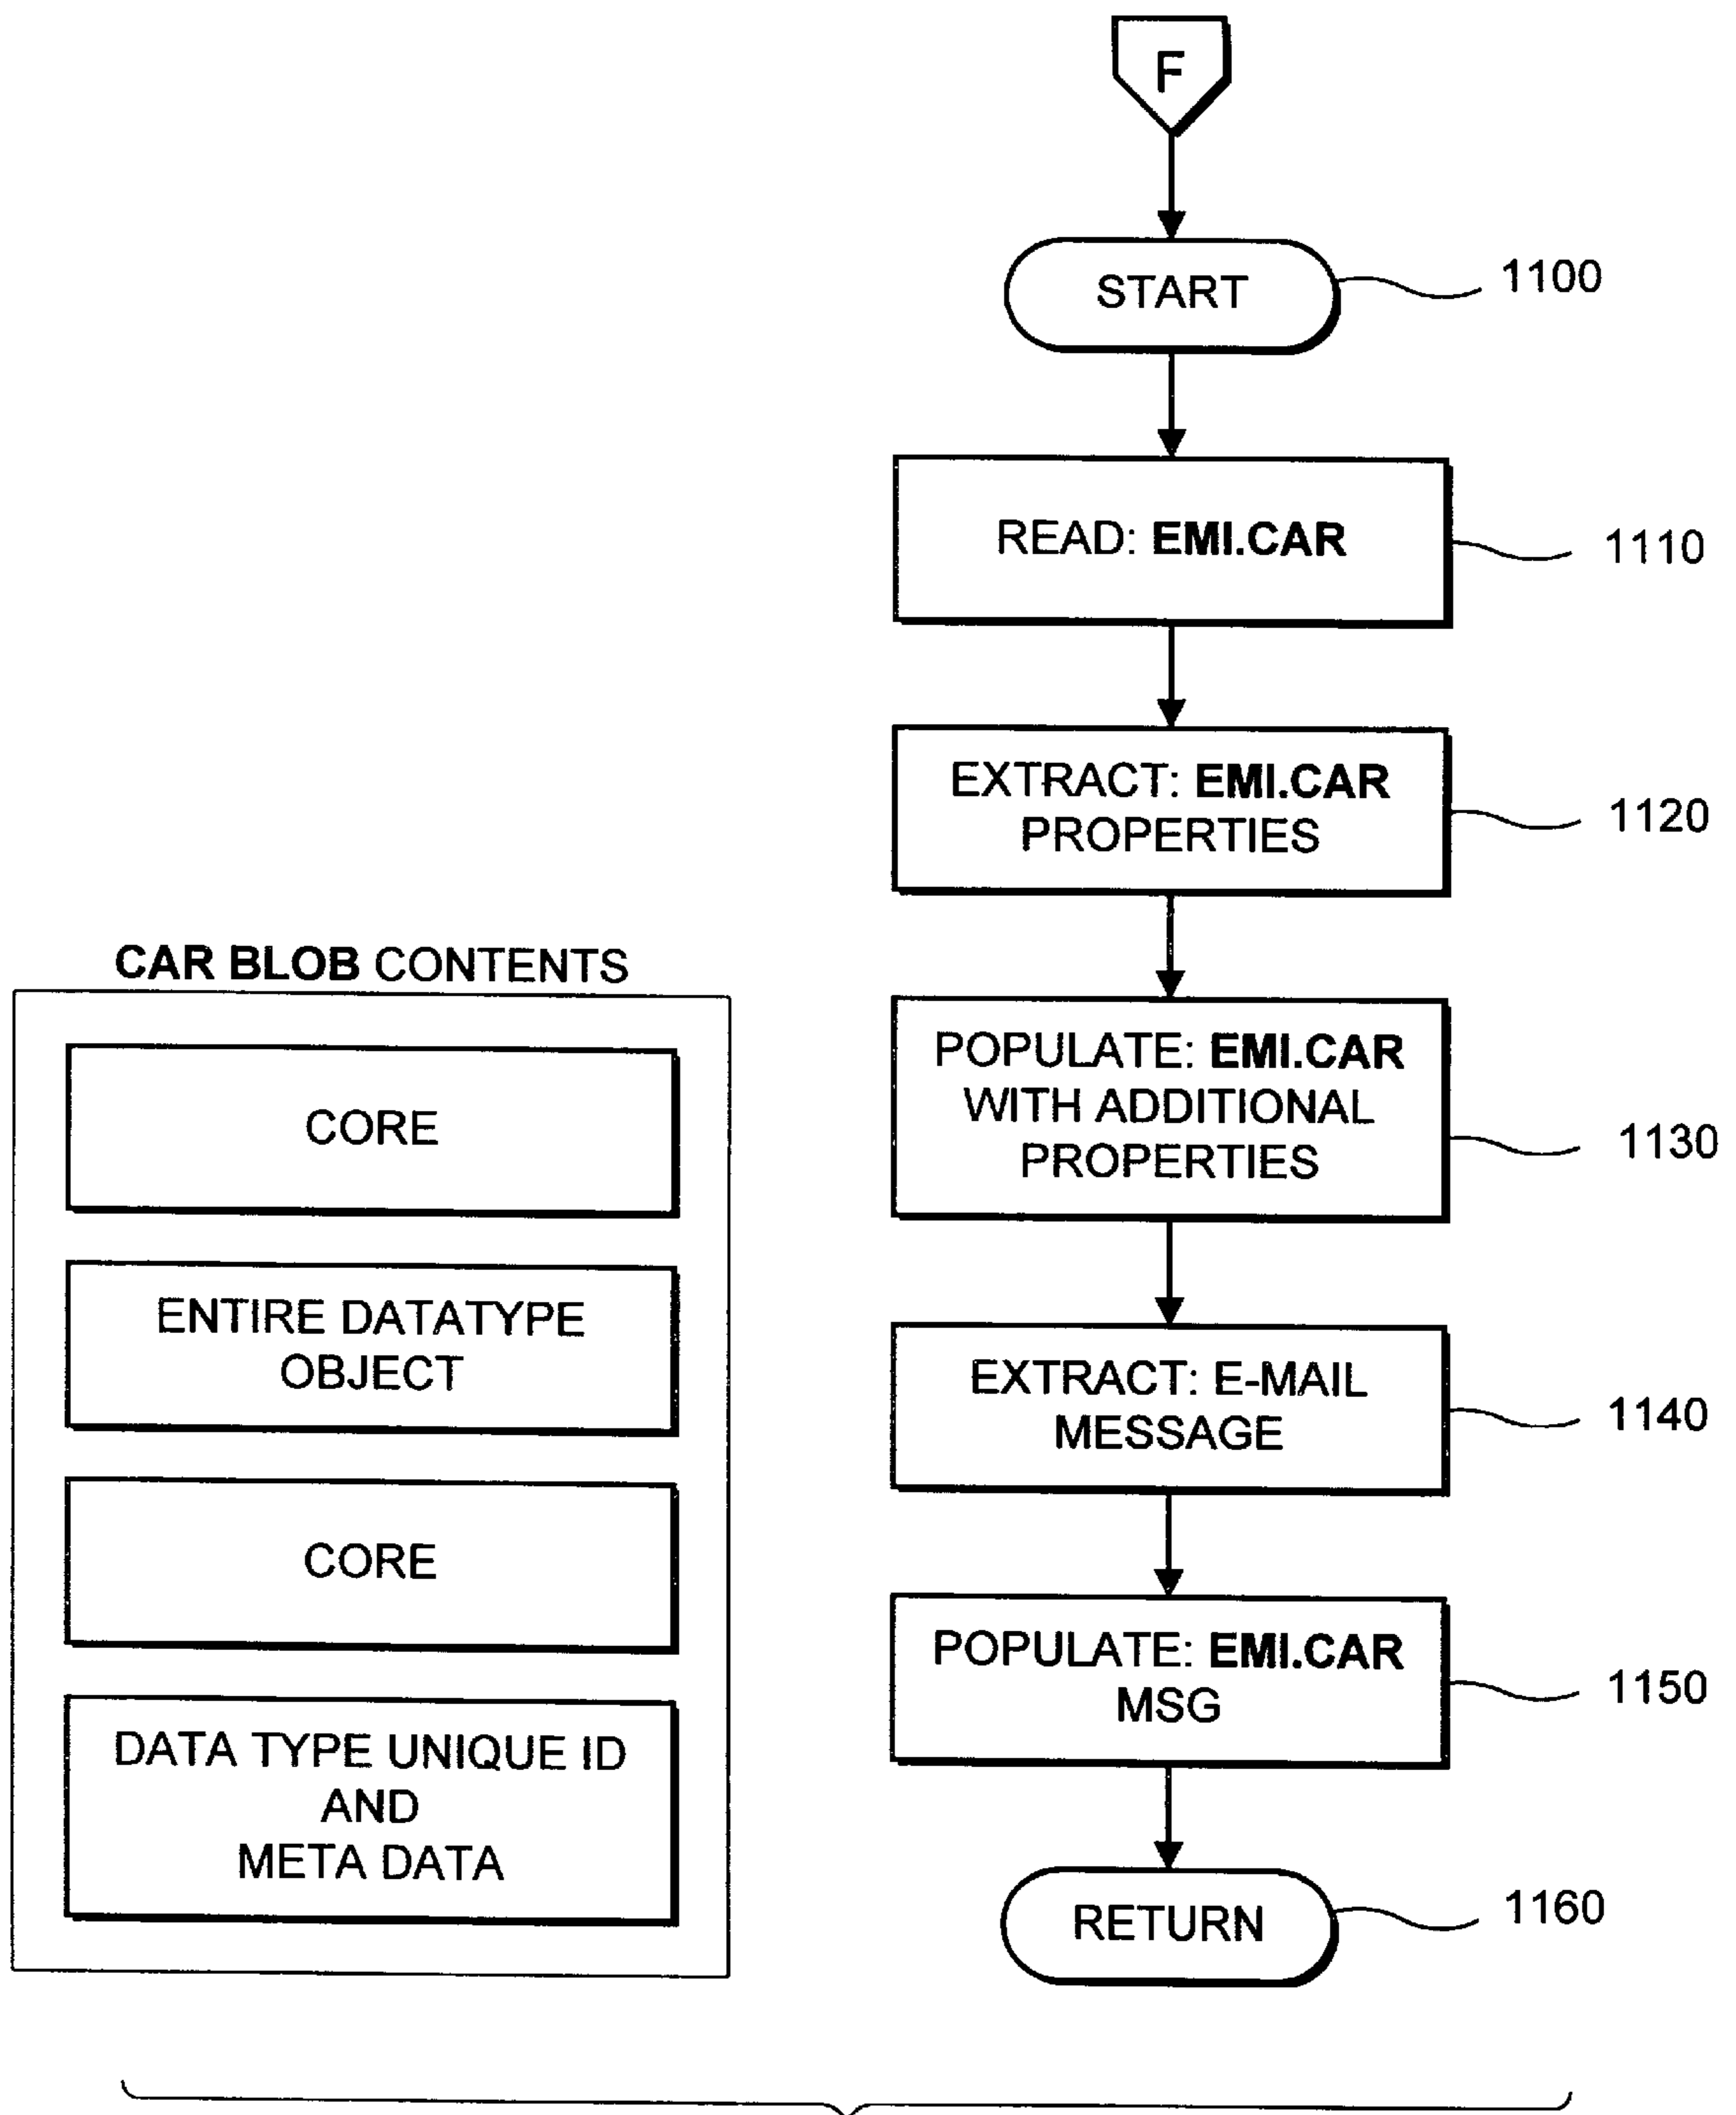 F
START
1100
READ: EMI.CAR
1110
EXTRACT: EMI.CAR
PROPERTIES
1120
CAR BLOB CONTENTS
CORE
ENTIRE DATATYPE
OBJECT
CORE
DATA TYPE UNIQUE ID
AND
META DATA
POPULATE: EMI.CAR
WITH ADDITIONAL
PROPERTIES
1130
EXTRACT: E-MAIL
MESSAGE
1140
POPULATE: EMI.CAR
MSG
1150
RETURN
1160